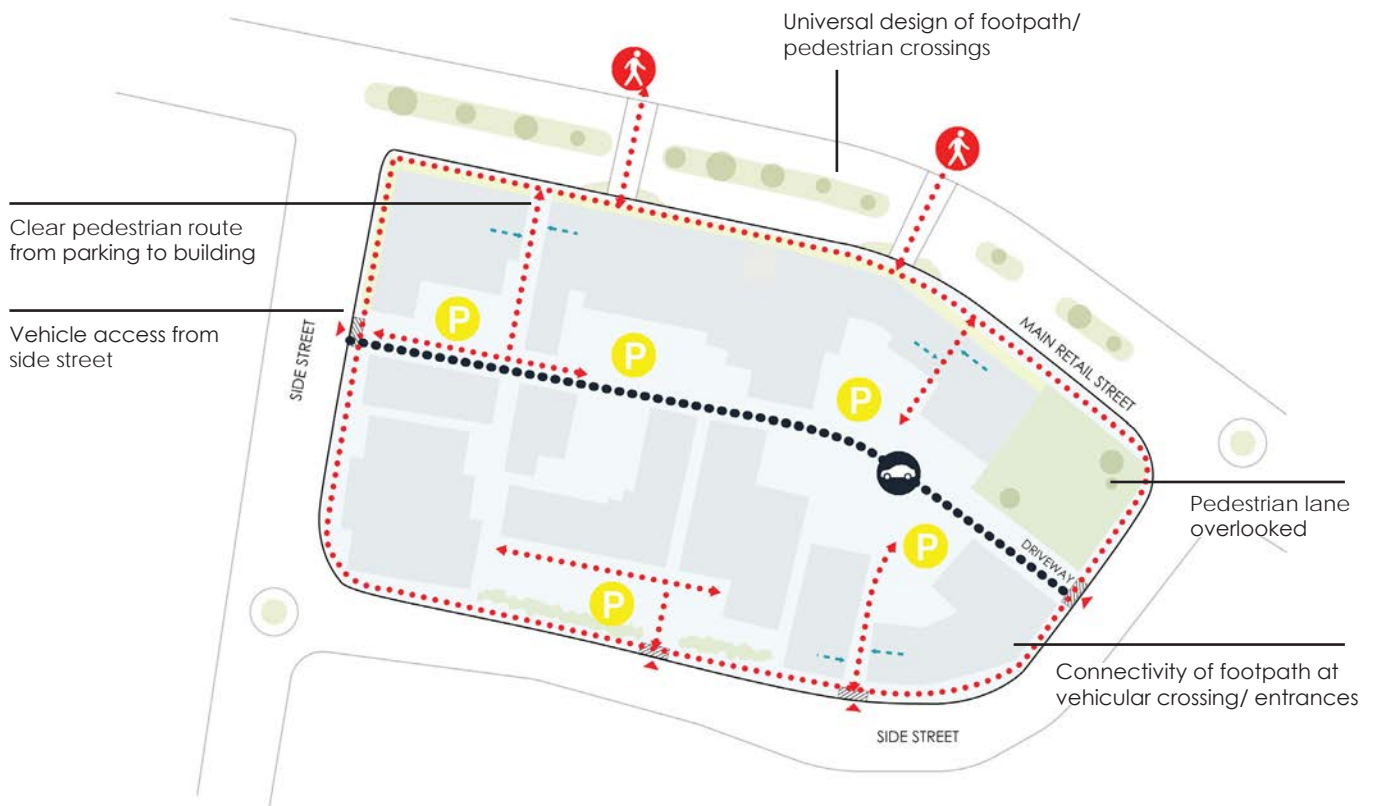 Universal design of footpath/
pedestrian crossings
Clear pedestrian route
from parking to building
Vehicle access from
side street
SIDE STREET
P
P
P
MAIN RETAIL STREET
Pedestrian lane
overlooked
P
DRIVEWAY
P
Connectivity of footpath at
vehicular crossing/ entrances
SIDE STREET